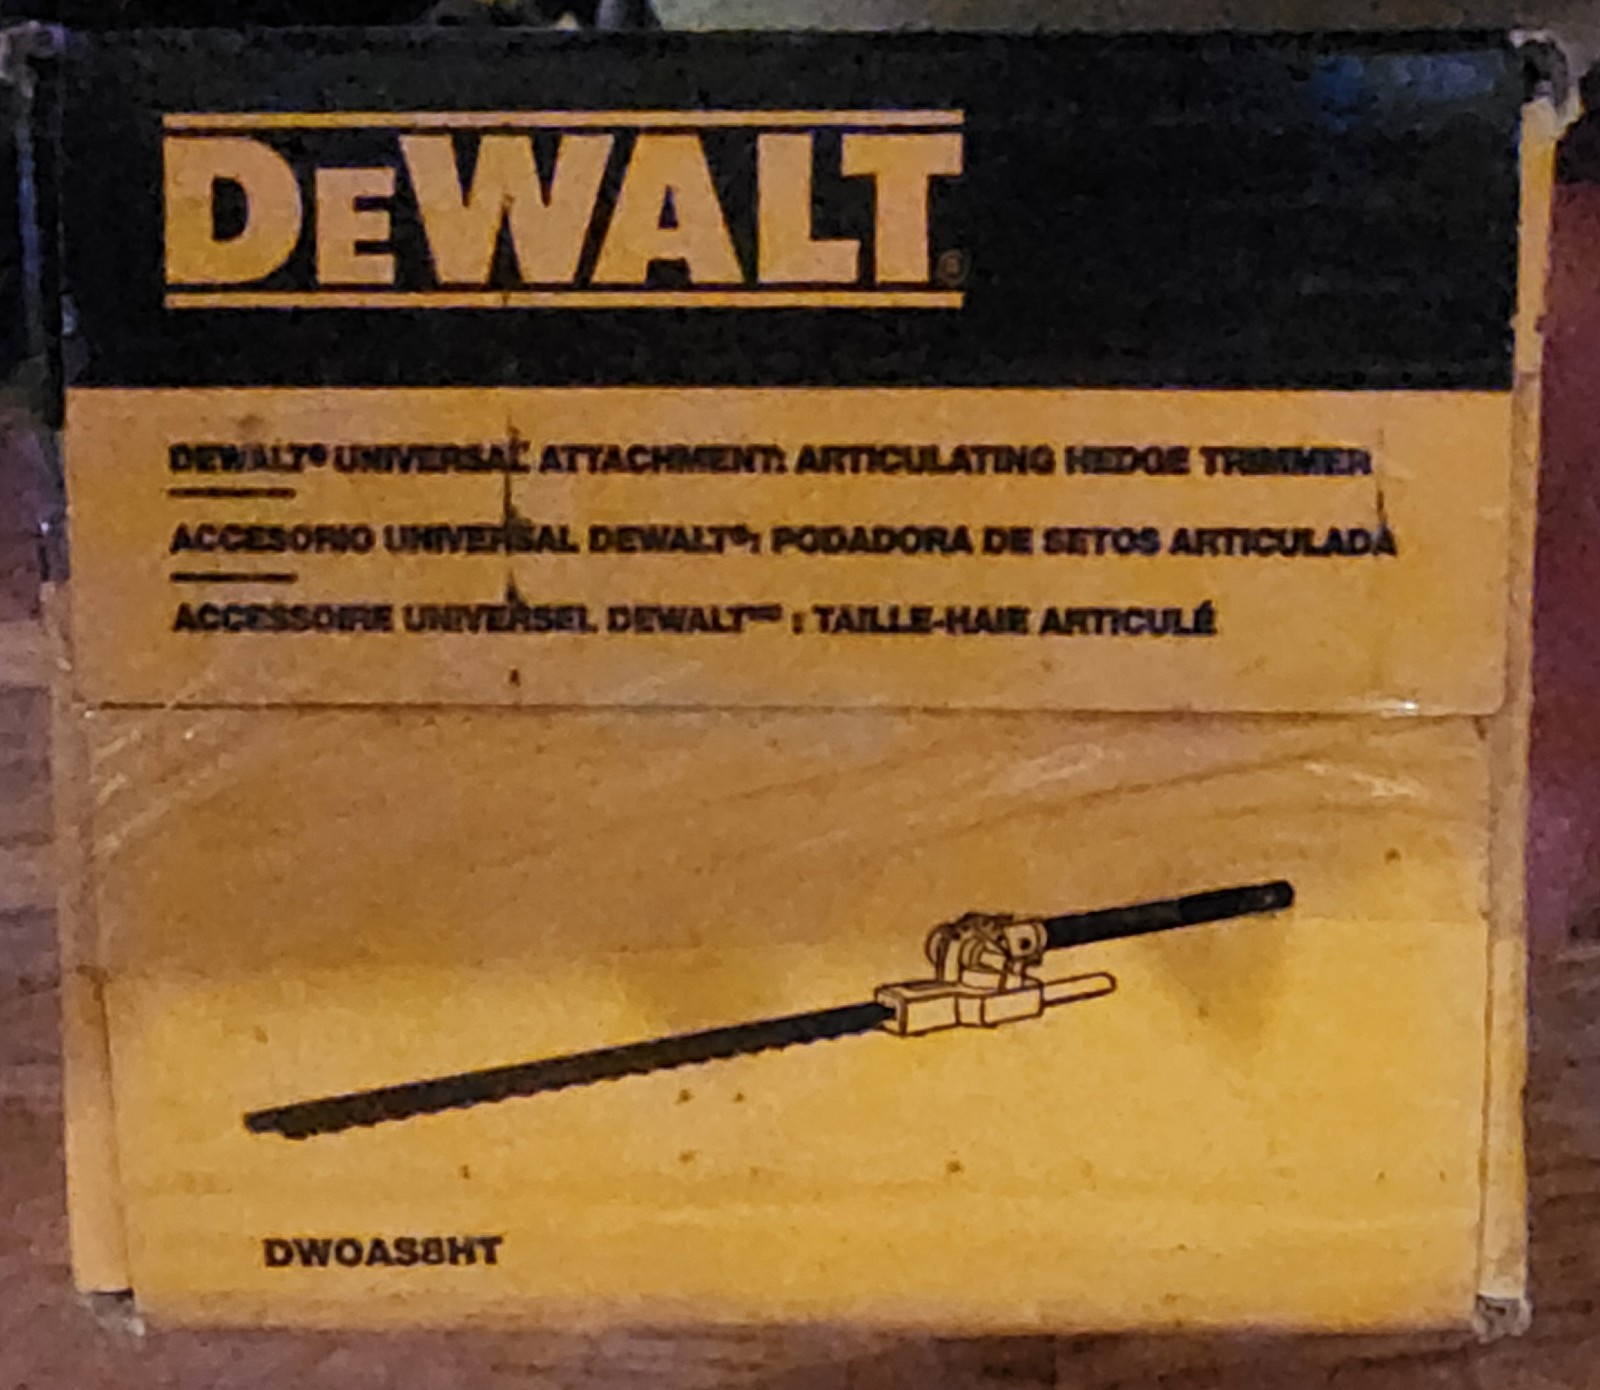 DEWALT®
DEWALT® UNIVERSAL ATTACHMENT: ARTICULATING HEDGE TRIMMER
ACCESORIO UNIVERSAL DEWALT®: PODADORA DE SETOS ARTICULADA
ACCESSOIRE UNIVERSEL DEWALTᴹᴰ : TAILLE-HAIE ARTICULÉ
DWOAS8HT